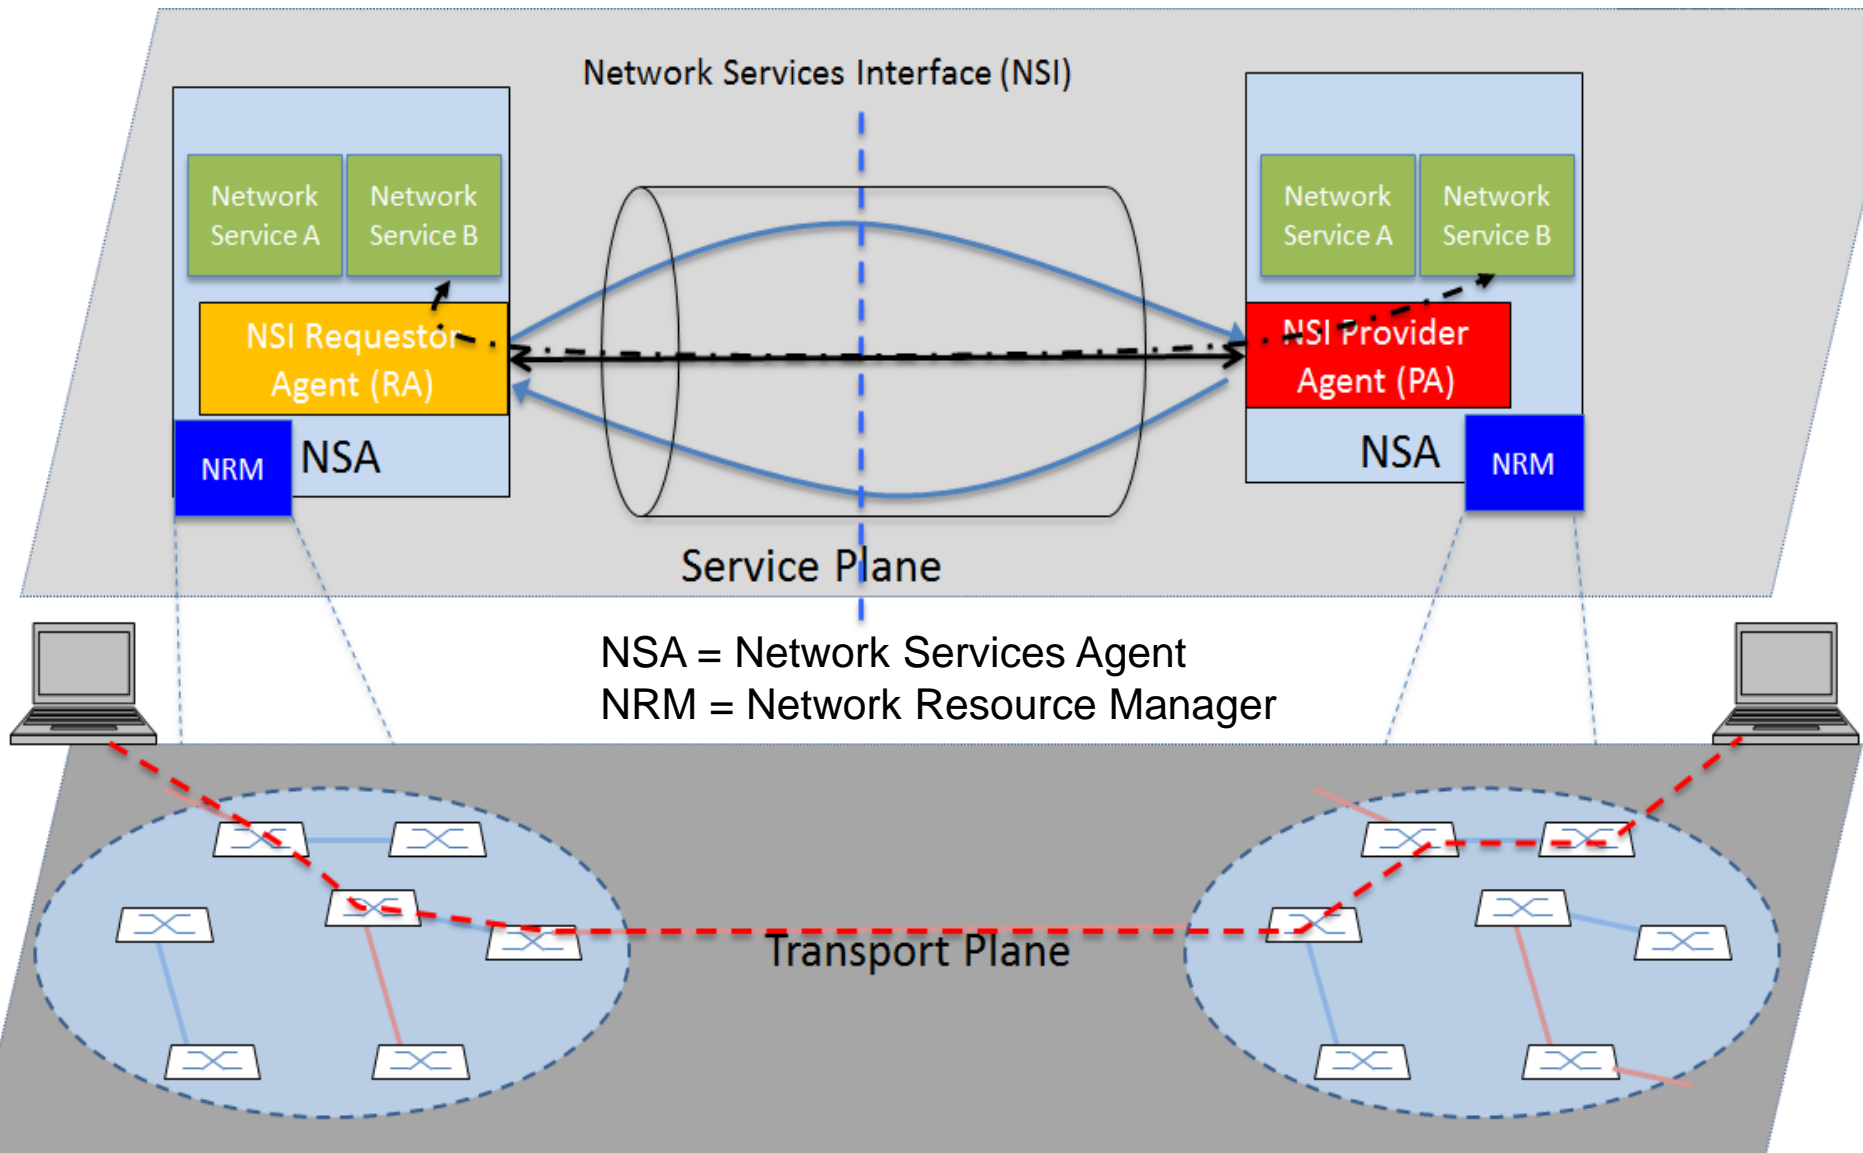 Network Services Interface (NSI)
Network
Service A
Network
Service B
Network
Service A
Network
Service B
NSI Requestor
Agent (RA)
NSI Provider
Agent (PA)
NRM
NSA
NSA
NRM
Service Plane
NSA = Network Services Agent
NRM = Network Resource Manager
Transport Plane